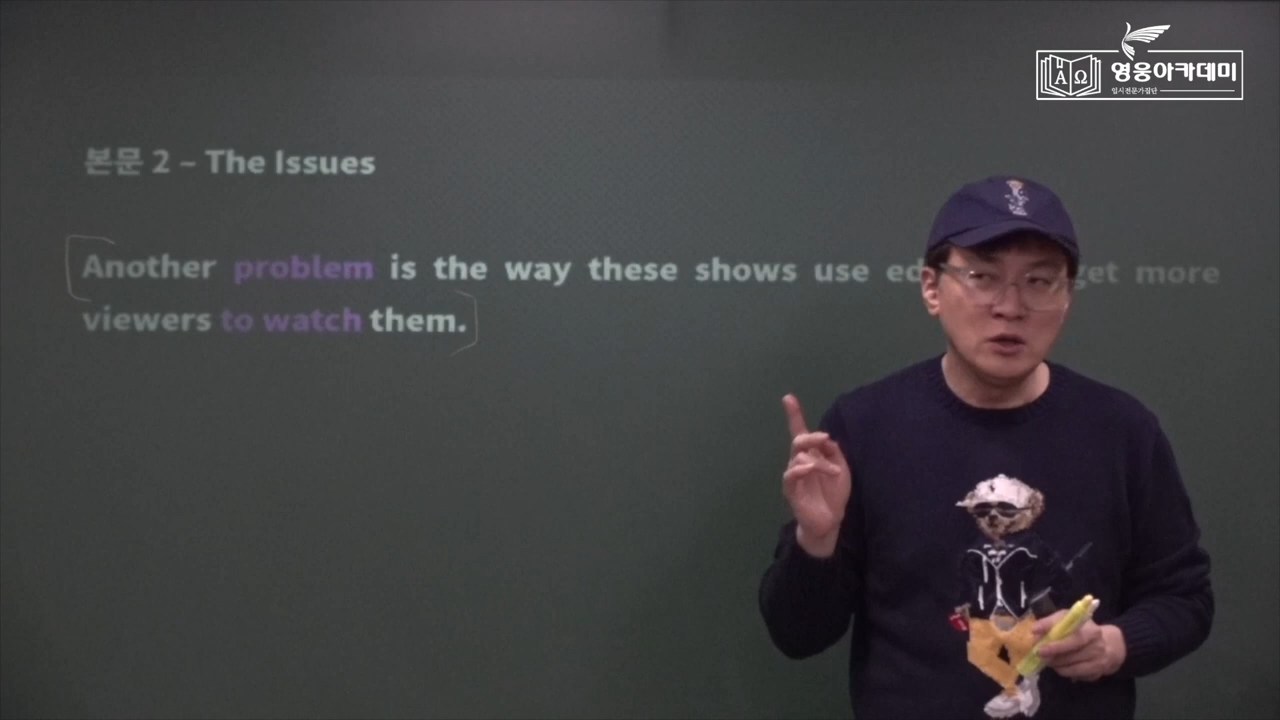 영웅아카데미
입시전문가집단
본문 2 – The Issues
Another problem is the way these shows use get more
viewers to watch them.